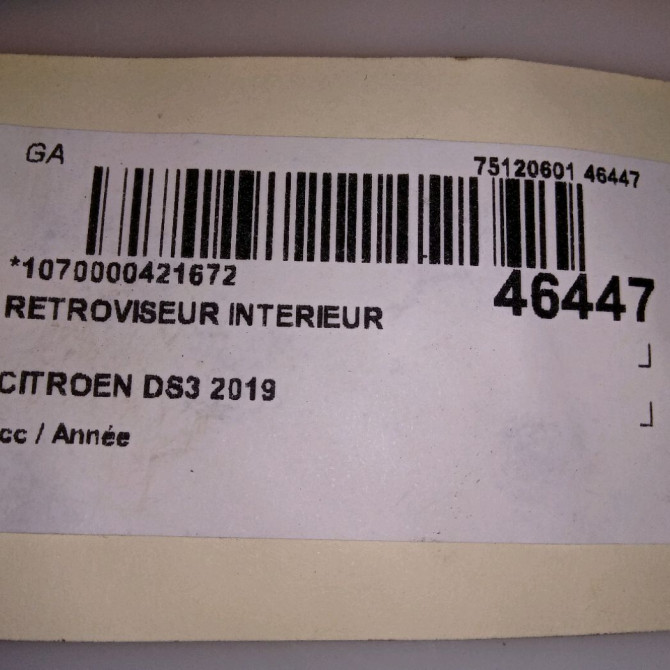 GA
75120601 46447
*1070000421672
46447
RETROVISEUR INTERIEUR
CITROEN DS3 2019
cc / Année